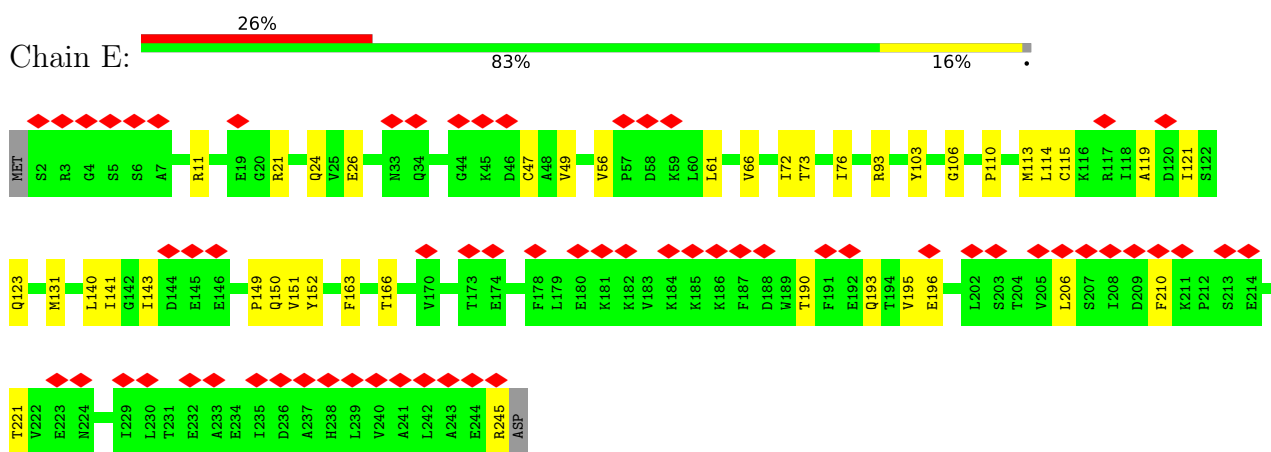 26%
Chain E:
83% 16% •
MET S2 R3 G4 S5 S6 A7 R11 E19 G20 R21 Q24 V25 E26 N33 Q34 G44 K45 D46 C47 A48 V49 V56 P57 D58 K59 L60 L61 V66 I72 T73 I76 R93 Y103 G106 P110 M113 L114 C115 K116 R117 I118 A119 D120 I121 S122
Q123 M131 L140 I141 G142 I143 D144 E145 E146 P149 Q150 V151 Y152 F163 T166 V170 T173 E174 F178 L179 E180 K181 K182 V183 K184 K185 K186 F187 D188 W189 T190 F191 E192 Q193 T194 V195 E196 L202 S203 T204 V205 L206 S207 I208 D209 F210 K211 P212 S213 E214
T221 V222 E223 N224 I229 L230 T231 E232 A233 E234 I235 D236 A237 H238 L239 V240 A241 L242 A243 E244 R245 ASP